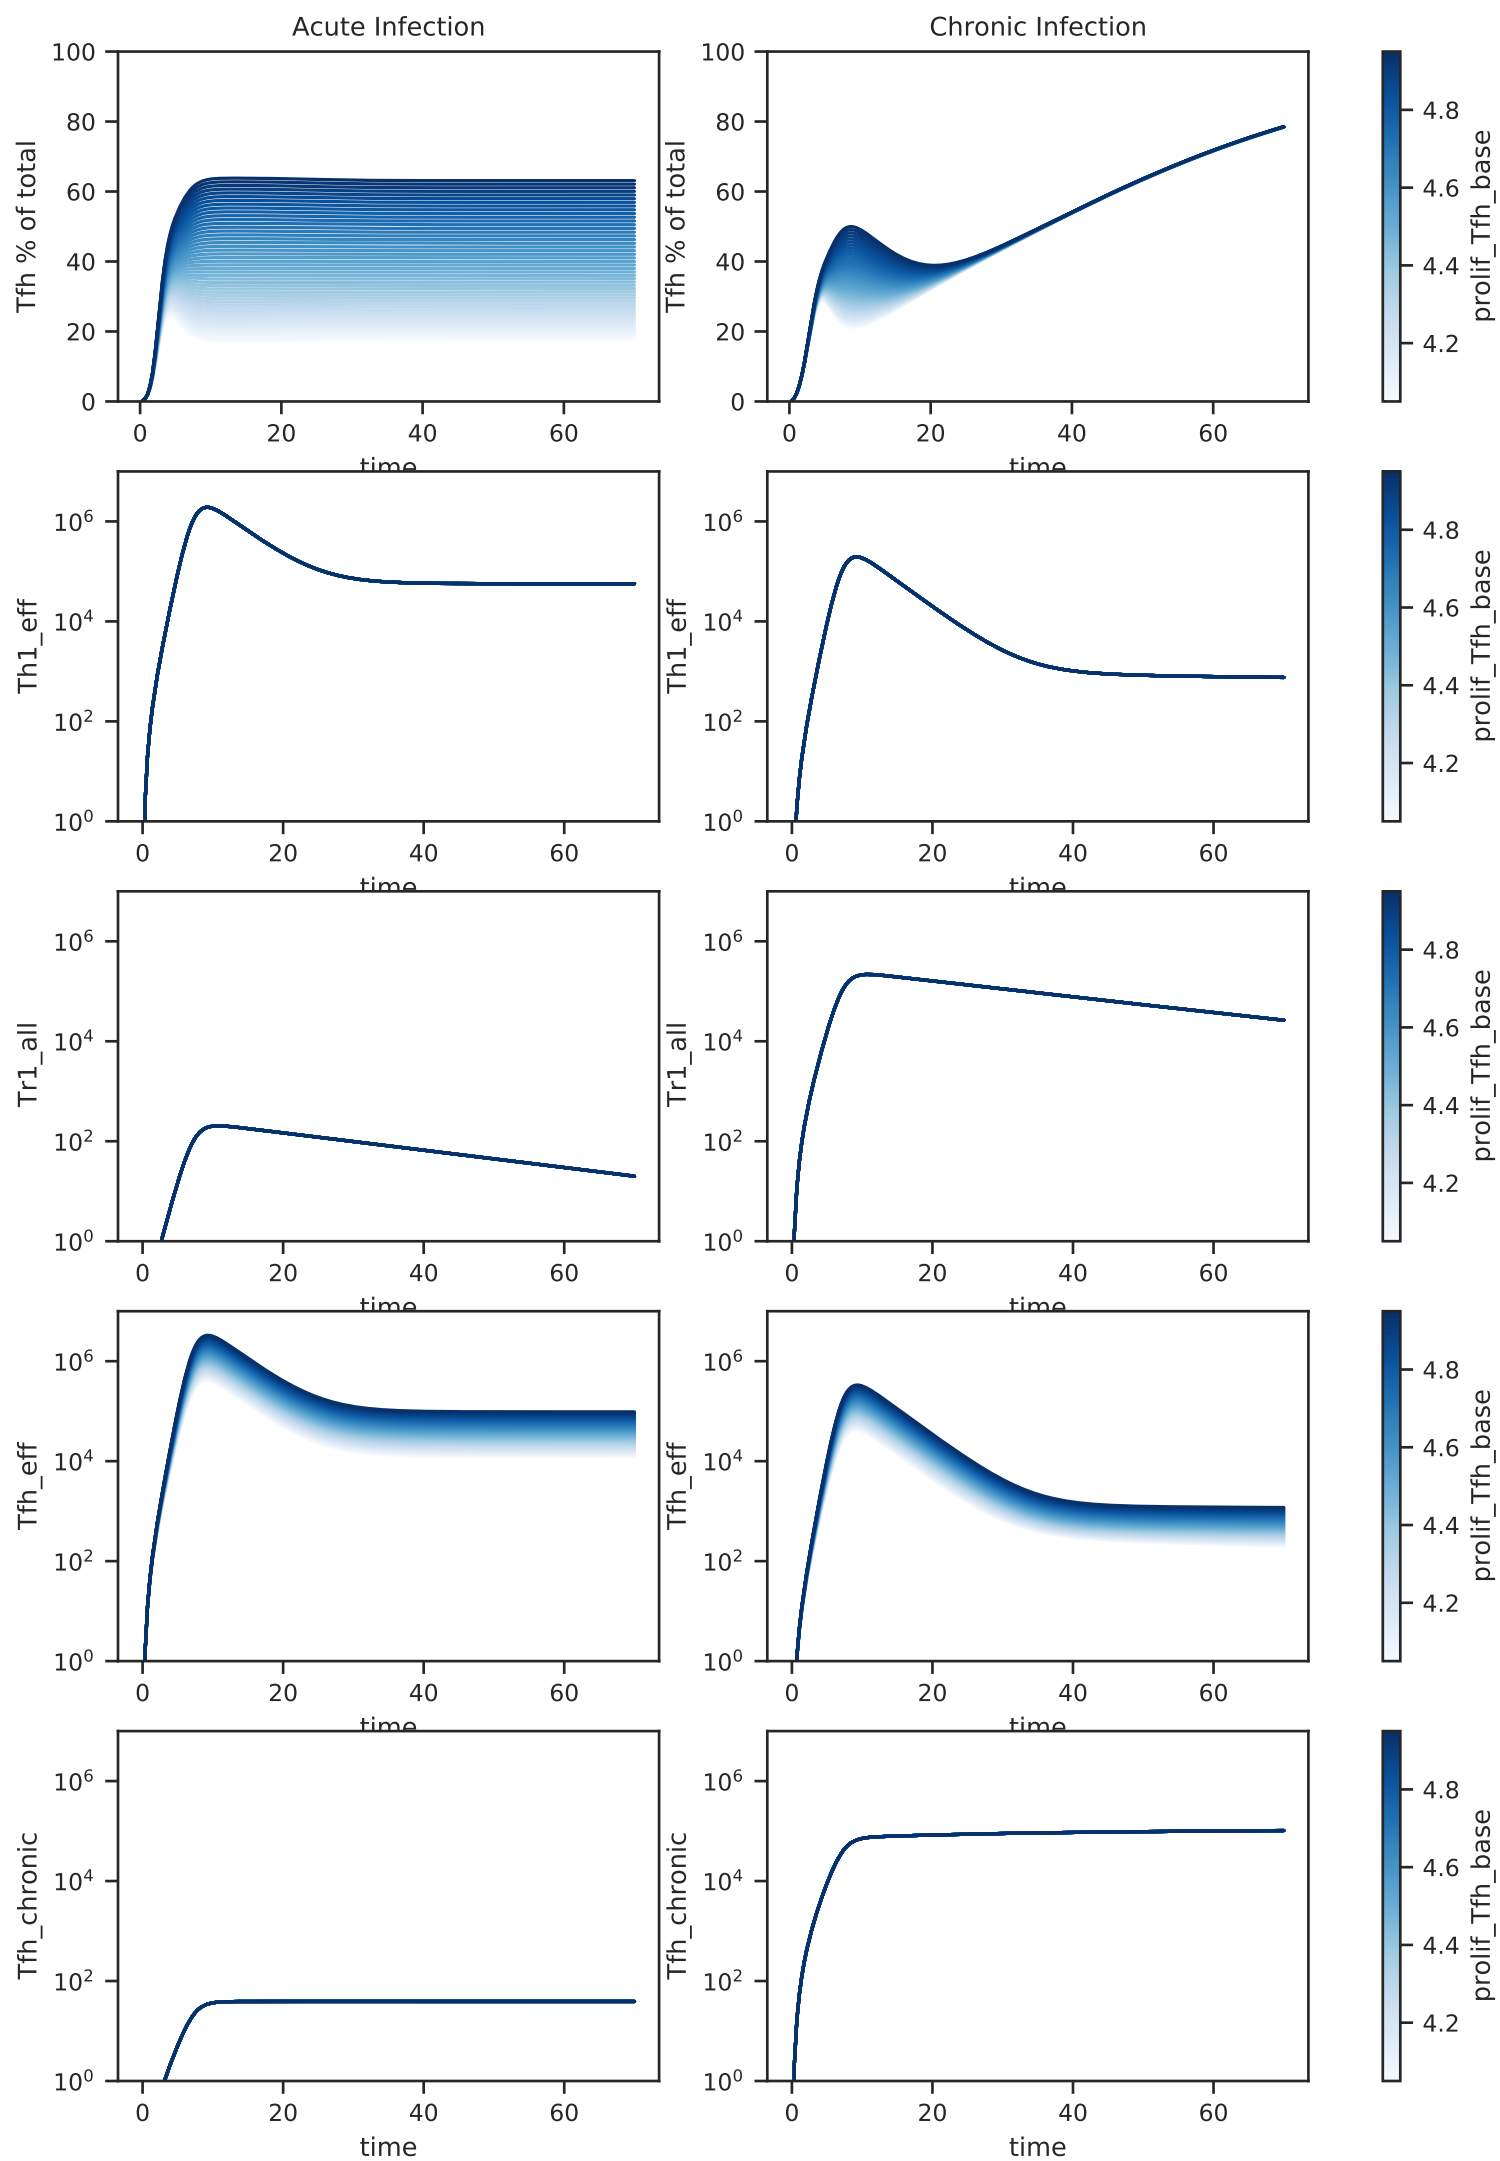 Acute Infection
Chronic Infection
100
80
60
40
20
0
Tfh % of total
0 20 40 60
time
100
80
60
40
20
0
Tfh % of total
0 20 40 60
time
4.8
4.6
4.4
4.2
prolif_Tfh_base
10⁶
10⁴
10²
10⁰
Th1_eff
0 20 40 60
time
10⁶
10⁴
10²
10⁰
Th1_eff
0 20 40 60
time
4.8
4.6
4.4
4.2
prolif_Tfh_base
10⁶
10⁴
10²
10⁰
Tr1_all
0 20 40 60
time
10⁶
10⁴
10²
10⁰
Tr1_all
0 20 40 60
time
4.8
4.6
4.4
4.2
prolif_Tfh_base
10⁶
10⁴
10²
10⁰
Tfh_eff
0 20 40 60
time
10⁶
10⁴
10²
10⁰
Tfh_eff
0 20 40 60
time
4.8
4.6
4.4
4.2
prolif_Tfh_base
10⁶
10⁴
10²
10⁰
Tfh_chronic
0 20 40 60
time
10⁶
10⁴
10²
10⁰
Tfh_chronic
0 20 40 60
time
4.8
4.6
4.4
4.2
prolif_Tfh_base